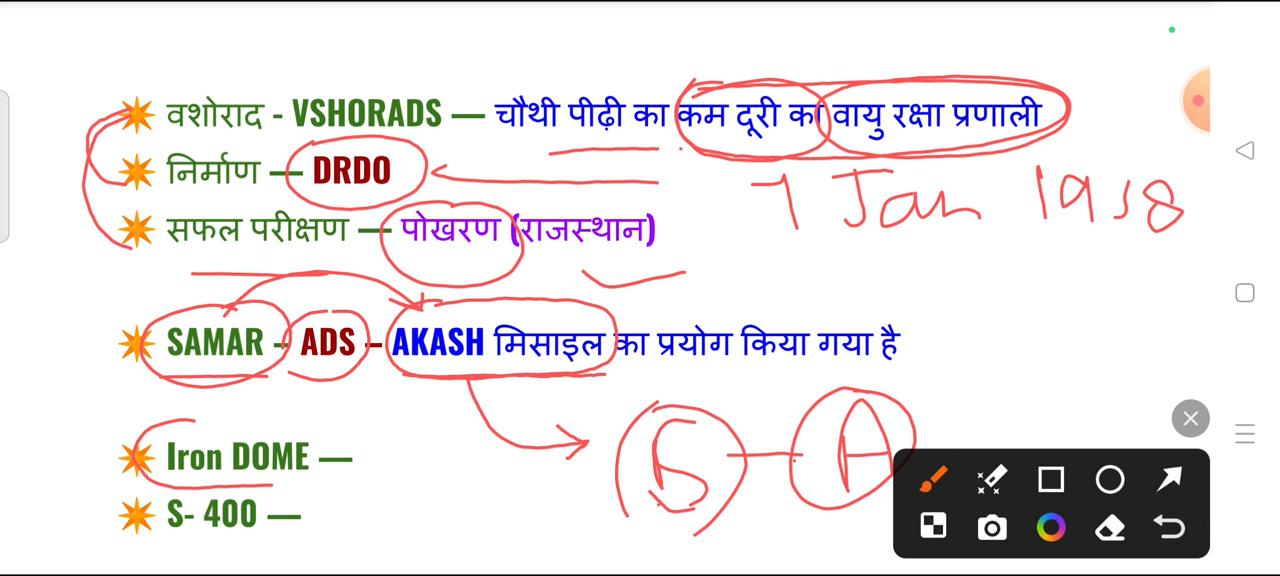 वशोराद - VSHORADS — चौथी पीढ़ी का कम दूरी का वायु रक्षा प्रणाली
निर्माण — DRDO
सफल परीक्षण — पोखरण (राजस्थान)
1 Jan 1958
SAMAR - ADS - AKASH मिसाइल का प्रयोग किया गया है
Iron DOME —
S- 400 —